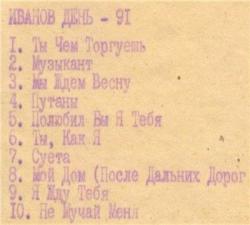 ИВАНОВ ДЕНЬ - 91
1. Ты Чем Торгуешь
2. Музыкант
3. Мы Ждем Весну
4. Путаны
5. Полюбил Бы Я Тебя
6. Ты, Как Я
7. Суета
8. Мой Дом (После Дальних Дорог
9. Я Жду Тебя
10. Не Мучай Меня